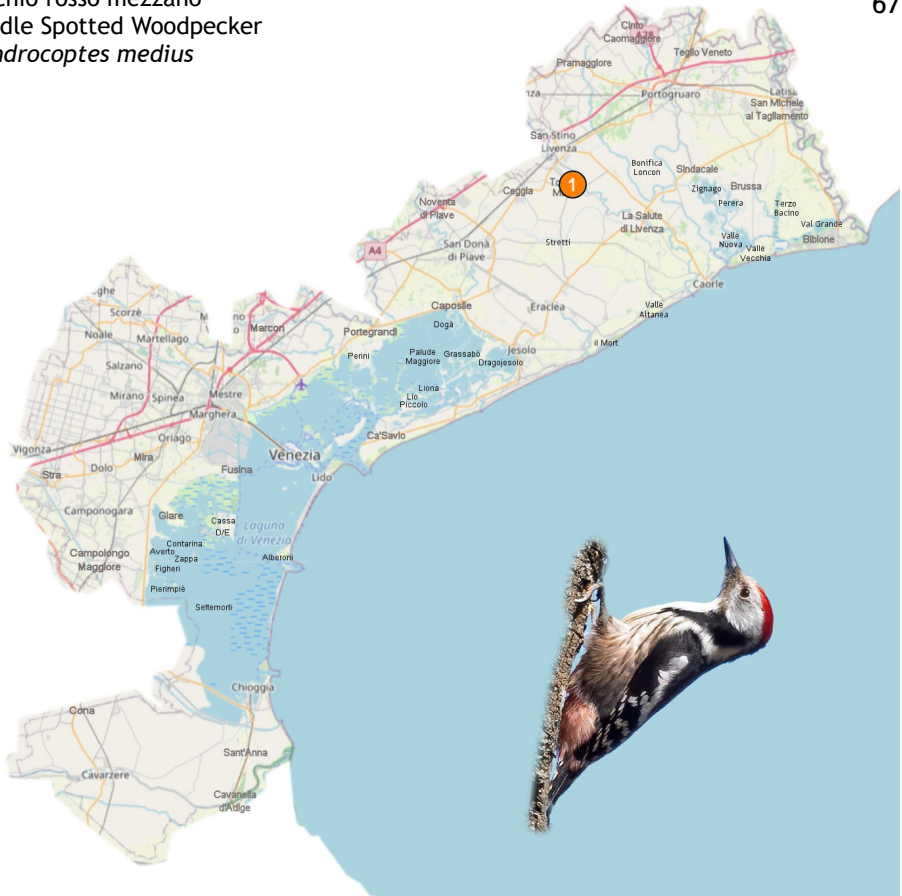 67
dle Spotted Woodpecker
ndrocoptes medius
Cinto
Caomaggiore
A28
Teglio Veneto
Pramaggiore
Portogruaro
San Michele
al Tagliamento
San Stino
Livenza
Bonifica
Loncon
Sindacale
Ceggia
1
Zignago
Brussa
Perera
Terzo
Bacino
Noventa
di Piave
La Salute
di Livenza
Val Grande
Bibione
A4
San Donà
di Piave
Stretti
Valle
Nuova
Valle
Vecchia
Caorle
Scorzè
Caposile
Eraclea
Valle
Altanea
Noale
Martellago
Marcon
Portegrandi
Dogà
il Mort
Perini
Palude
Maggiore
Grassabò
Jesolo
Dragojesolo
Salzano
Liona
Lio
Piccolo
Mirano
Spinea
Mestre
Marghera
Oriago
Ca'Savio
Vigonza
Mira
Venezia
Stra
Dolo
Fusina
Lido
Camponogara
Giare
Cassa
D/E
Laguna
di Venezia
Contarina
Campolongo
Maggiore
Averto
Zappa
Alberoni
Figheri
Pierimpiè
Settemorti
Chioggia
Cona
Sant'Anna
Cavarzere
Cavanella
d'Adige